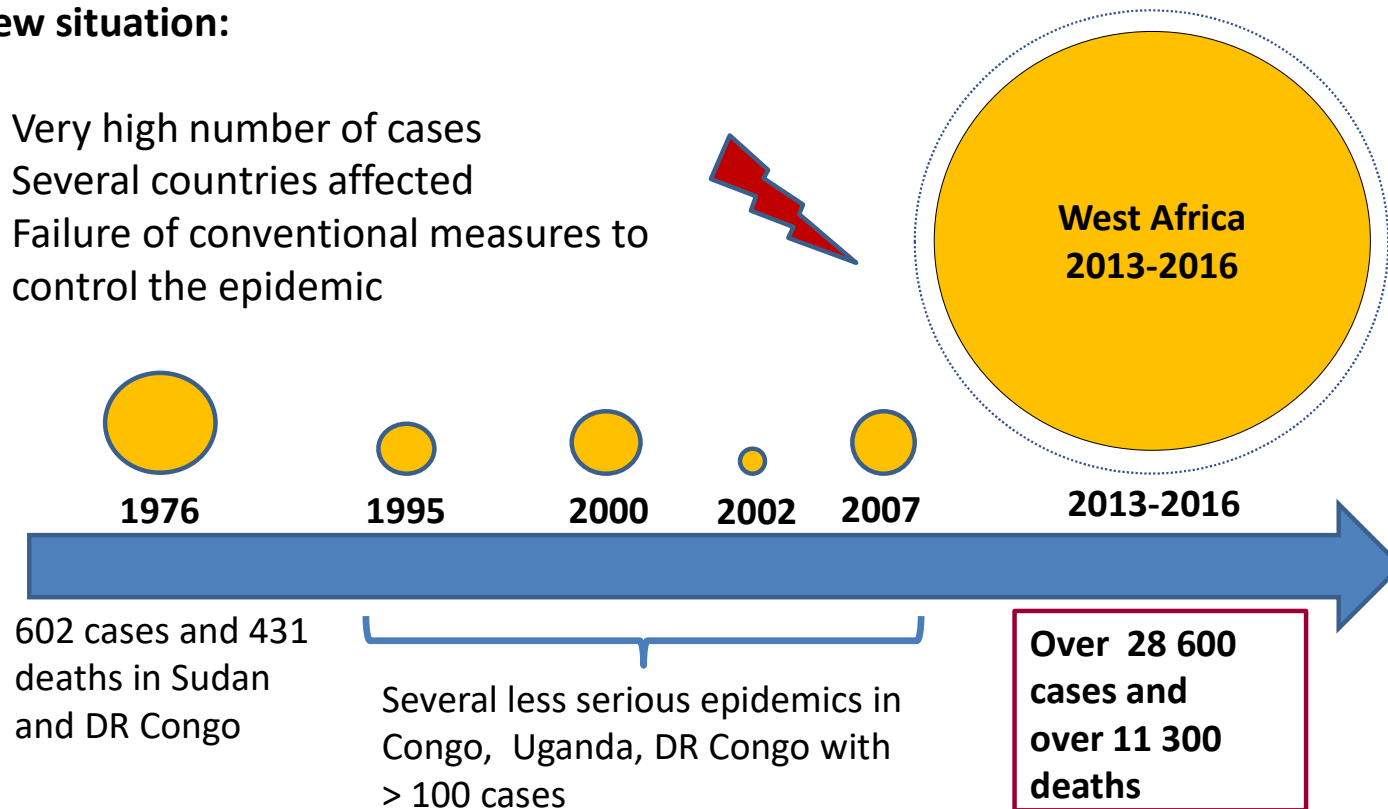 ew situation:
Very high number of cases
Several countries affected
Failure of conventional measures to
control the epidemic
West Africa
2013-2016
1976
1995
2000
2002
2007
2013-2016
602 cases and 431
deaths in Sudan
and DR Congo
Several less serious epidemics in
Congo, Uganda, DR Congo with
> 100 cases
Over 28 600
cases and
over 11 300
deaths